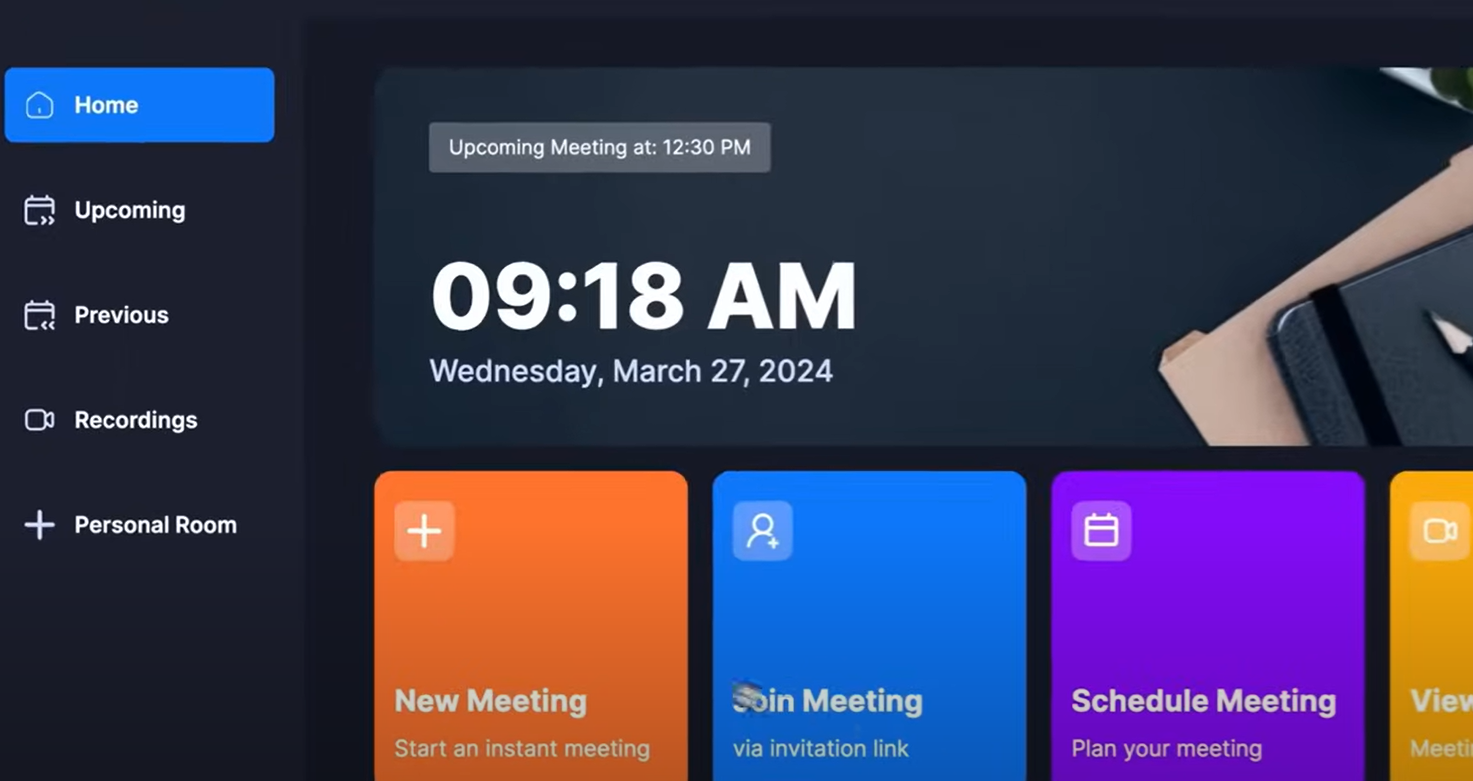 Home
Upcoming
Previous
Recordings
Personal Room
Upcoming Meeting at: 12:30 PM
09:18 AM
Wednesday, March 27, 2024
New Meeting
Start an instant meeting
Join Meeting
via invitation link
Schedule Meeting
Plan your meeting
View